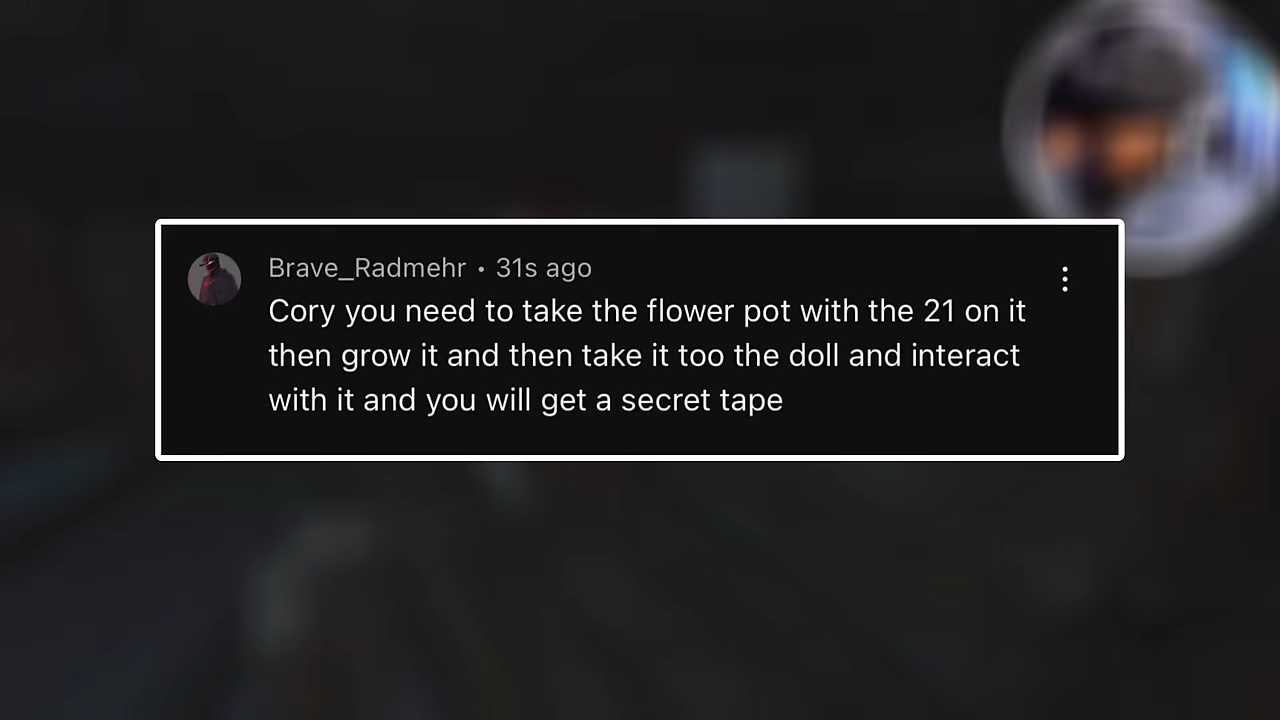 Brave_Radmehr • 31s ago
Cory you need to take the flower pot with the 21 on it
then grow it and then take it too the doll and interact
with it and you will get a secret tape